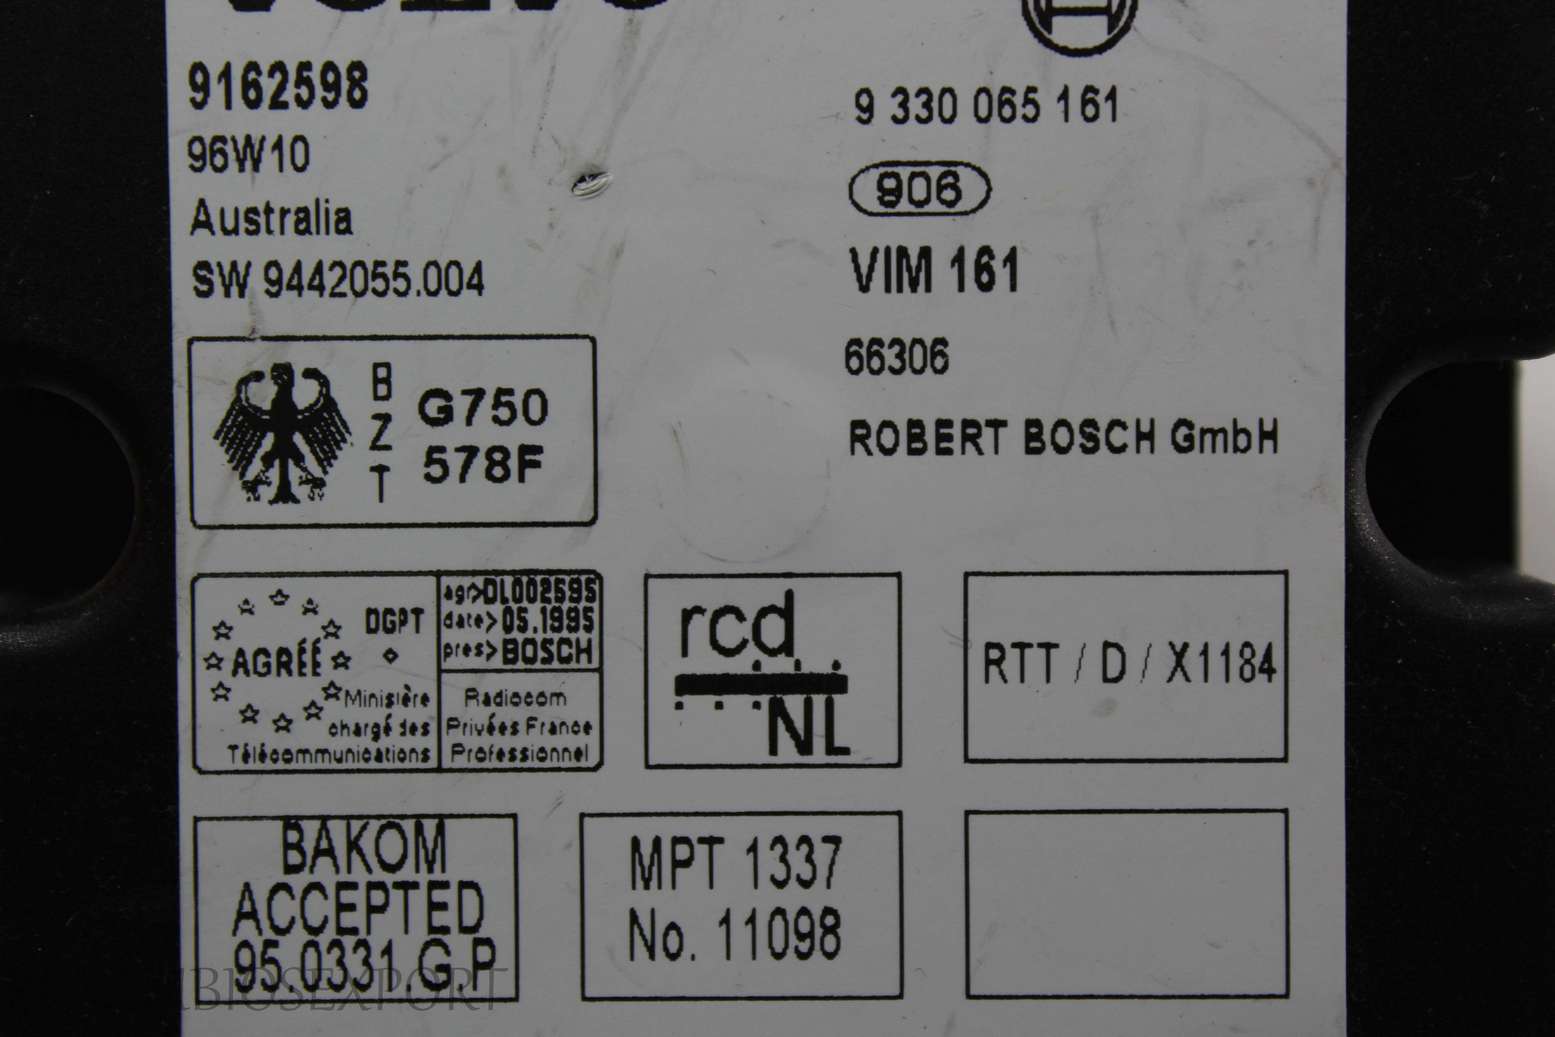 VOLVO
9162598
96W10
Australia
SW 9442055.004
9 330 065 161
906
VIM 161
66306
ROBERT BOSCH GmbH
BZT
G750
578F
AGRÉÉ
DGPT
Ministère
chargé des
Télécommunications
agr>DL002595
date>05.1995
pres>BOSCH
Radiocom
Privées France
Professionnel
rcd
NL
RTT / D / X1184
BAKOM
ACCEPTED
95.0331.G.P
MPT 1337
No. 11098